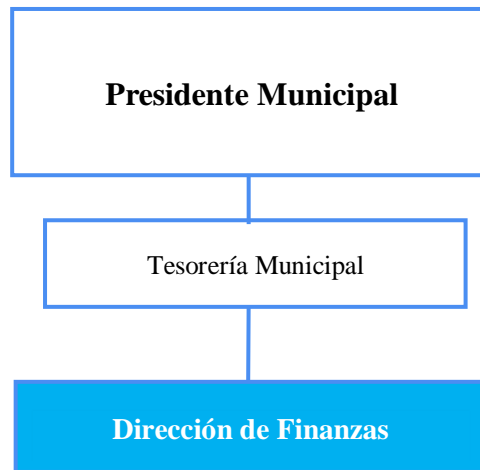 Presidente Municipal
Tesorería Municipal
Dirección de Finanzas